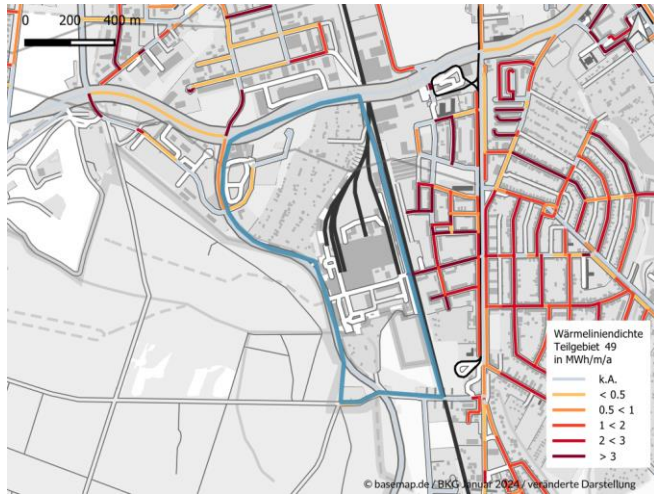 0 200 400 m
Wärmeliniendichte
Teilgebiet 49
in MWh/m/a
k.A.
< 0.5
0.5 < 1
1 < 2
2 < 3
> 3
© basemap.de / BKG Januar 2024 / veränderte Darstellung